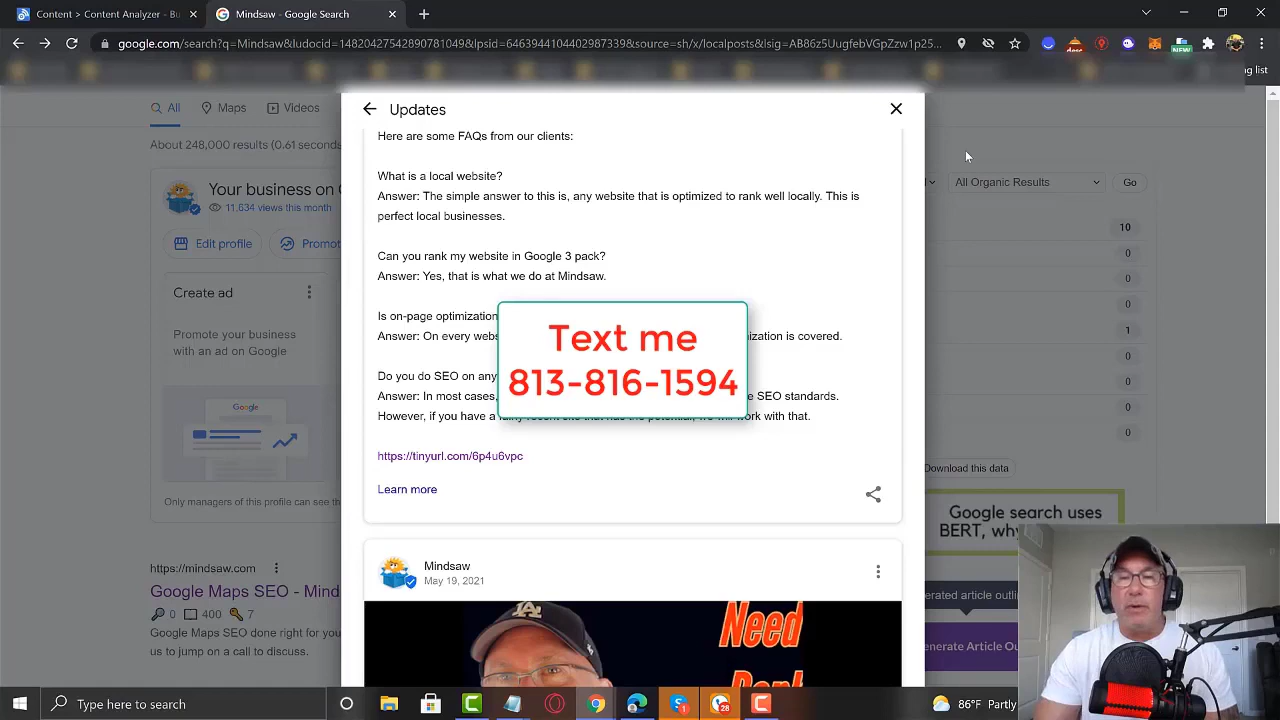 Content > Content Analyzer - Bu
Mindsaw - Google Search
google.com/search?q=Mindsaw&ludocid=14820427542890781049&lpsid=6463944104402987339&source=sh/x/localposts&lsig=AB86z5UugfebVGpZzw1p25...
desc
NEW
ng list
All
Maps
Videos
About 248,000 results (0.61 seconds
Your business on G
11,634 views this month
Edit profile
Promot
Create ad
Promote your business
with an ad on Google
Google
Only managers of this profile can see th
https://mindsaw.com
Google Maps SEO - Mind
0 400 7
Google Maps SEO done right for you
us to jump on a call to discuss.
Updates
Here are some FAQs from our clients:
What is a local website?
Answer: The simple answer to this is, any website that is optimized to rank well locally. This is
perfect local businesses.
Can you rank my website in Google 3 pack?
Answer: Yes, that is what we do at Mindsaw.
Is on-page optimization
Answer: On every webs ization is covered.
Do you do SEO on any
Answer: In most cases, e SEO standards.
However, if you have a
ork with that.
Text me
813-816-1594
https://tinyurl.com/6p4u6vpc
Learn more
Mindsaw
May 19, 2021
LA
Need
All Organic Results
Go
10
0
0
0
1
0
0
0
0
Download this data
Google search uses
BERT, why
erated article outlin
enerate Article Ou
Type here to search
1
28
86°F Partly